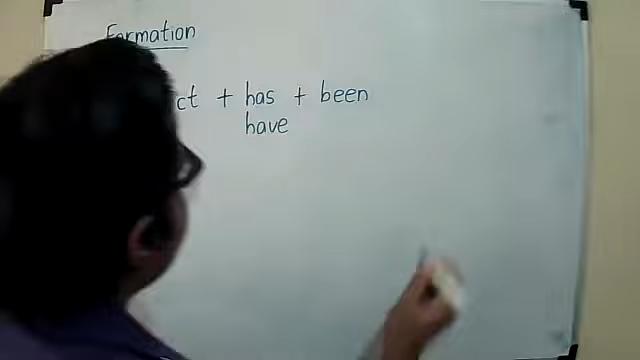 Formation
ct + has + been
have